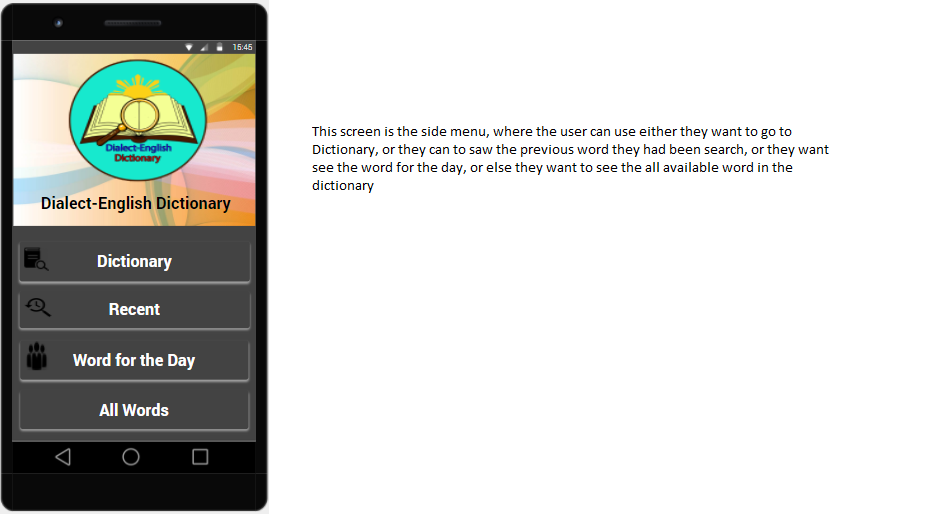 15:45
Dialect-English
Dictionary
Dialect-English Dictionary
Dictionary
Recent
Word for the Day
All Words
This screen is the side menu, where the user can use either they want to go to
Dictionary, or they can to saw the previous word they had been search, or they want
see the word for the day, or else they want to see the all available word in the
dictionary